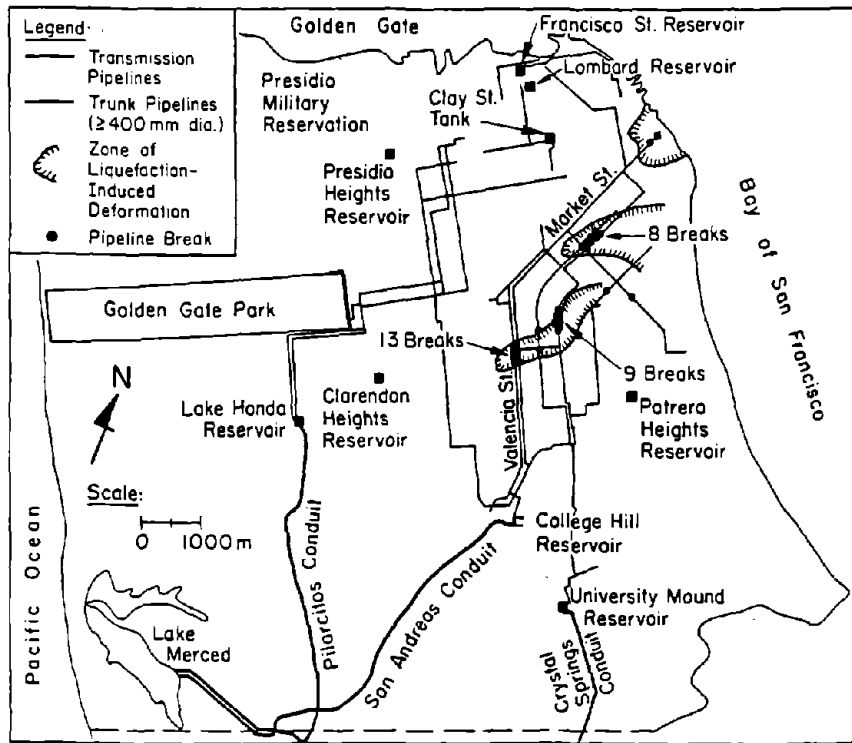 Legend:
Transmission
Pipelines
Trunk Pipelines
(≥400 mm dia.)
Zone of
Liquefaction-
Induced
Deformation
Pipeline Break
Golden Gate
Francisco St. Reservoir
Lombard Reservoir
Presidio
Military
Reservation
Clay St.
Tank
Presidio
Heights
Reservoir
Market St.
8 Breaks
Bay of San Francisco
Golden Gate Park
13 Breaks
9 Breaks
N
Lake Honda
Reservoir
Clarendon
Heights
Reservoir
Valencia St.
Potrero
Heights
Reservoir
Scale:
0 1000 m
Pacific Ocean
Pilarcitos Conduit
San Andreas Conduit
College Hill
Reservoir
University Mound
Reservoir
Lake
Merced
Crystal
Springs
Conduit